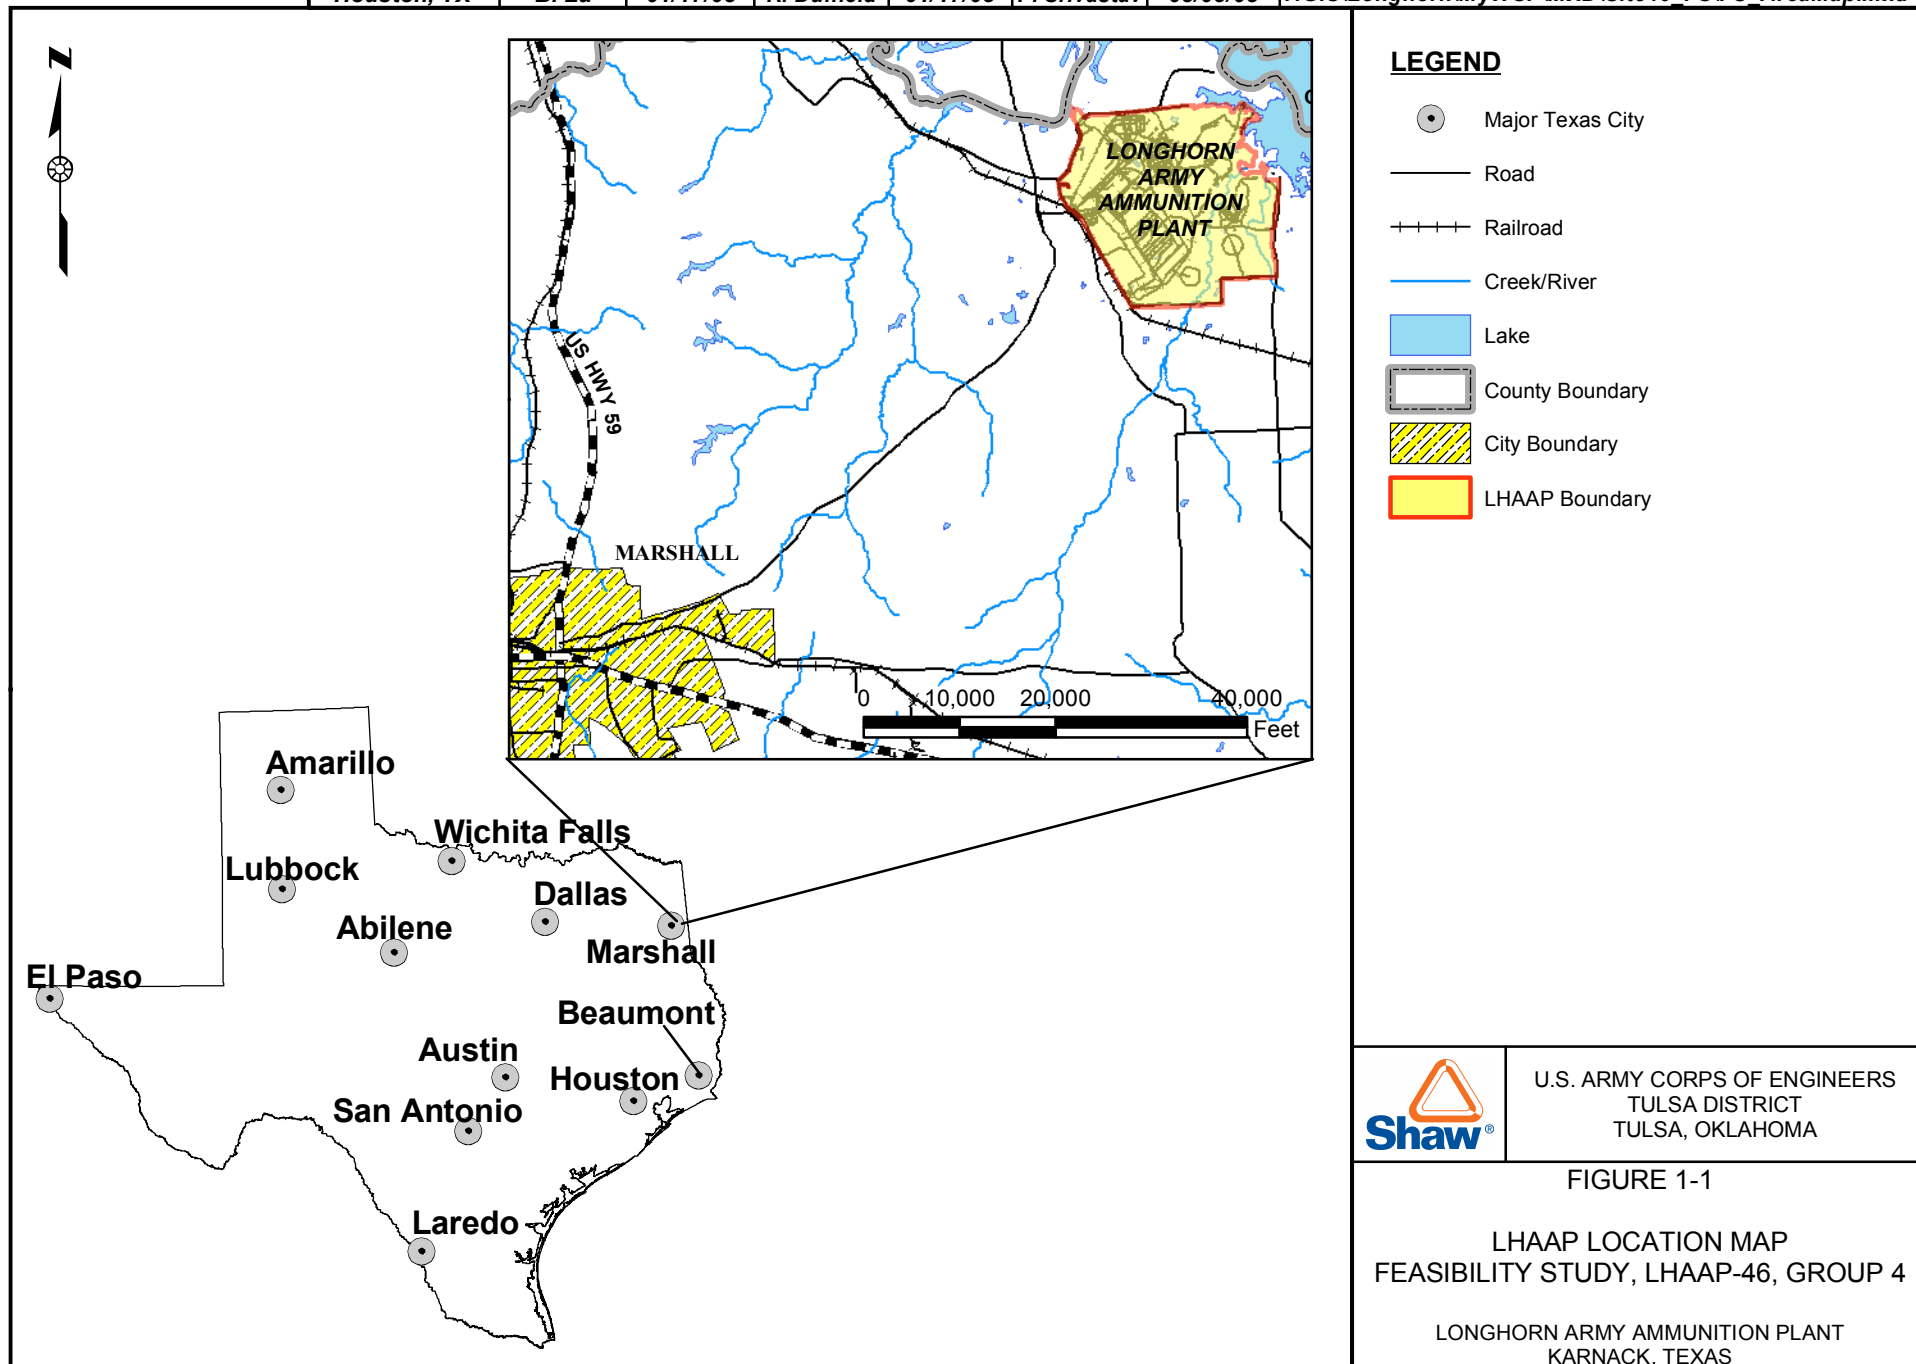 Houston, TX
N
LONGHORN
ARMY
AMMUNITION
PLANT
US HWY 59
MARSHALL
0 10,000 20,000 40,000
Feet
Amarillo
Wichita Falls
Lubbock
Dallas
Abilene
Marshall
El Paso
Beaumont
Austin
Houston
San Antonio
Laredo
LEGEND
Major Texas City
Road
Railroad
Creek/River
Lake
County Boundary
City Boundary
LHAAP Boundary
Shaw®
U.S. ARMY CORPS OF ENGINEERS
TULSA DISTRICT
TULSA, OKLAHOMA
FIGURE 1-1
LHAAP LOCATION MAP
FEASIBILITY STUDY, LHAAP-46, GROUP 4
LONGHORN ARMY AMMUNITION PLANT
KARNACK, TEXAS